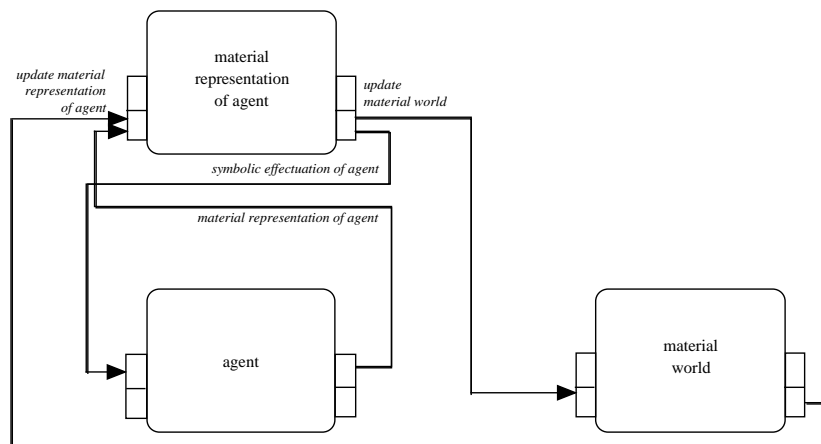 material
representation
of agent
update material
representation
of agent
update
material world
symbolic effectuation of agent
material representation of agent
agent
material
world